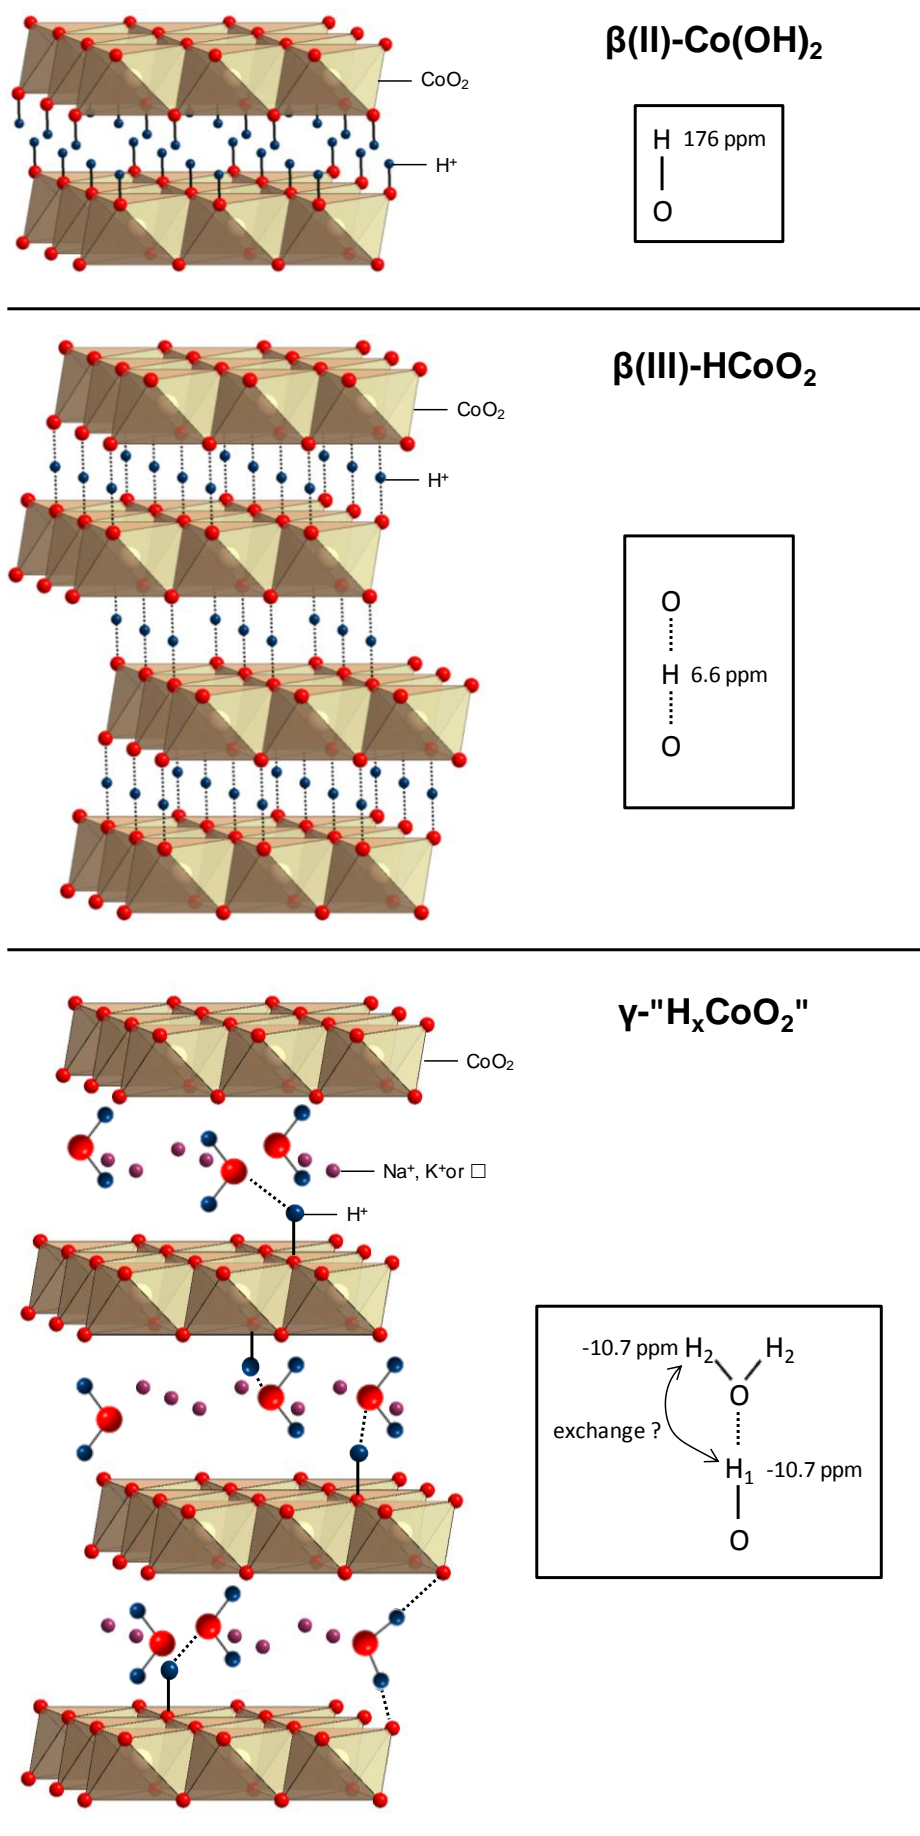 β(II)-Co(OH)₂
CoO₂
H⁺
H 176 ppm
O
β(III)-HCoO₂
CoO₂
H⁺
O
H 6.6 ppm
O
γ-"HₓCoO₂"
CoO₂
Na⁺, K⁺or □
H⁺
-10.7 ppm H₂ H₂
O
exchange ?
H₁ -10.7 ppm
O